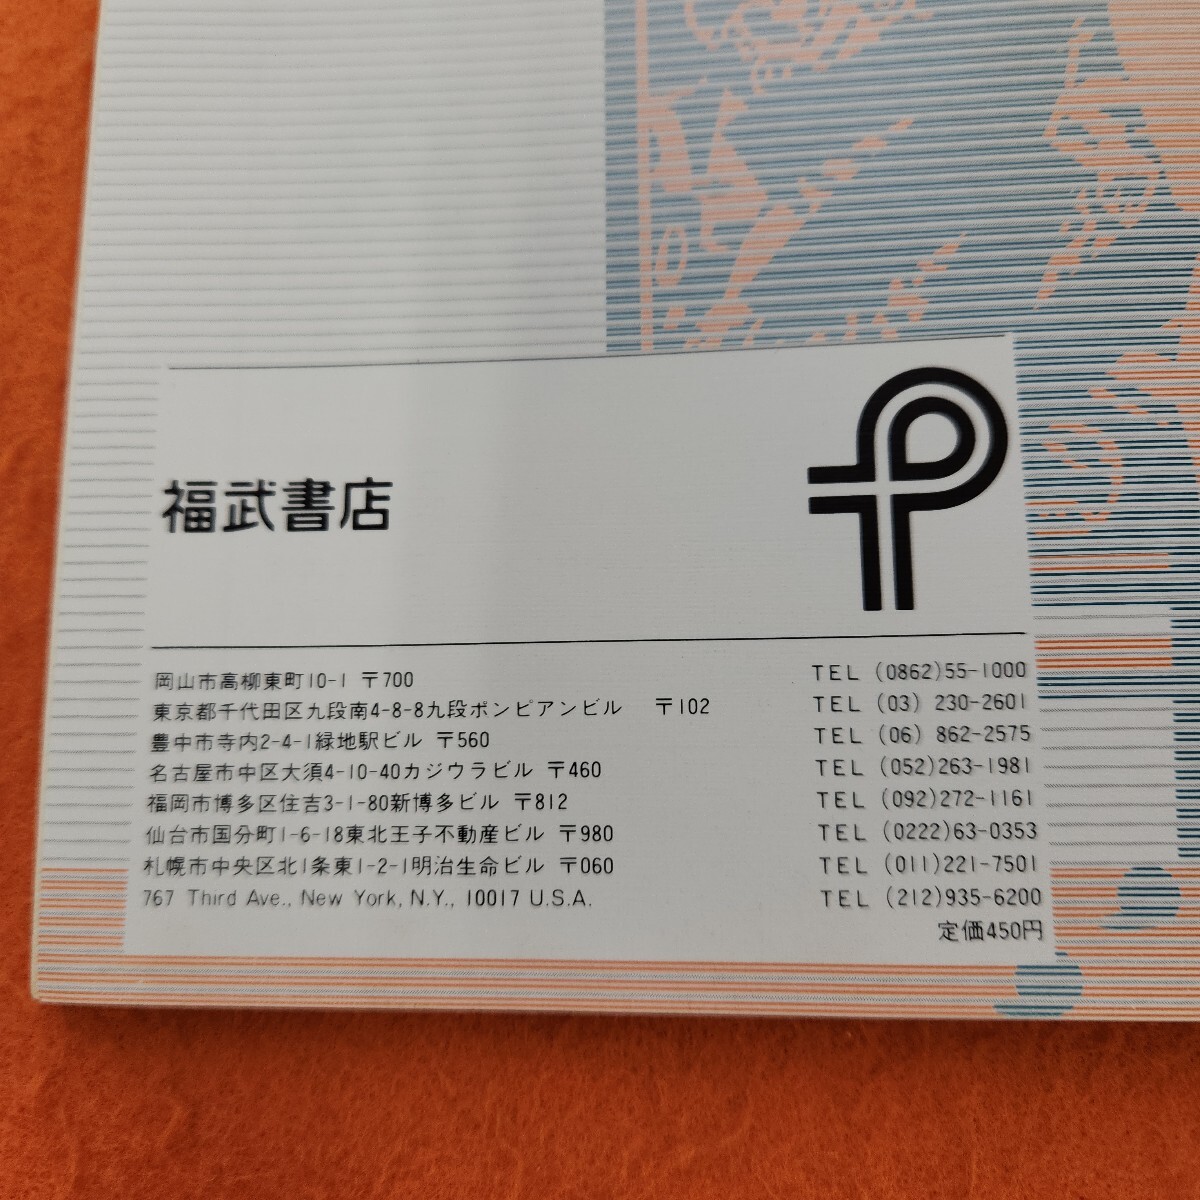 福武書店
岡山市高柳東町10-1 〒700 TEL (0862)55-1000
東京都千代田区九段南4-8-8九段ポンピアンビル 〒102 TEL (03) 230-2601
豊中市寺内2-4-1緑地駅ビル 〒560 TEL (06) 862-2575
名古屋市中区大須4-10-40カジウラビル 〒460 TEL (052)263-1981
福岡市博多区住吉3-1-80新博多ビル 〒812 TEL (092)272-1161
仙台市国分町1-6-18東北王子不動産ビル 〒980 TEL (0222)63-0353
札幌市中央区北1条東1-2-1明治生命ビル 〒060 TEL (011)221-7501
767 Third Ave., New York, N.Y., 10017 U.S.A. TEL (212)935-6200
定価450円